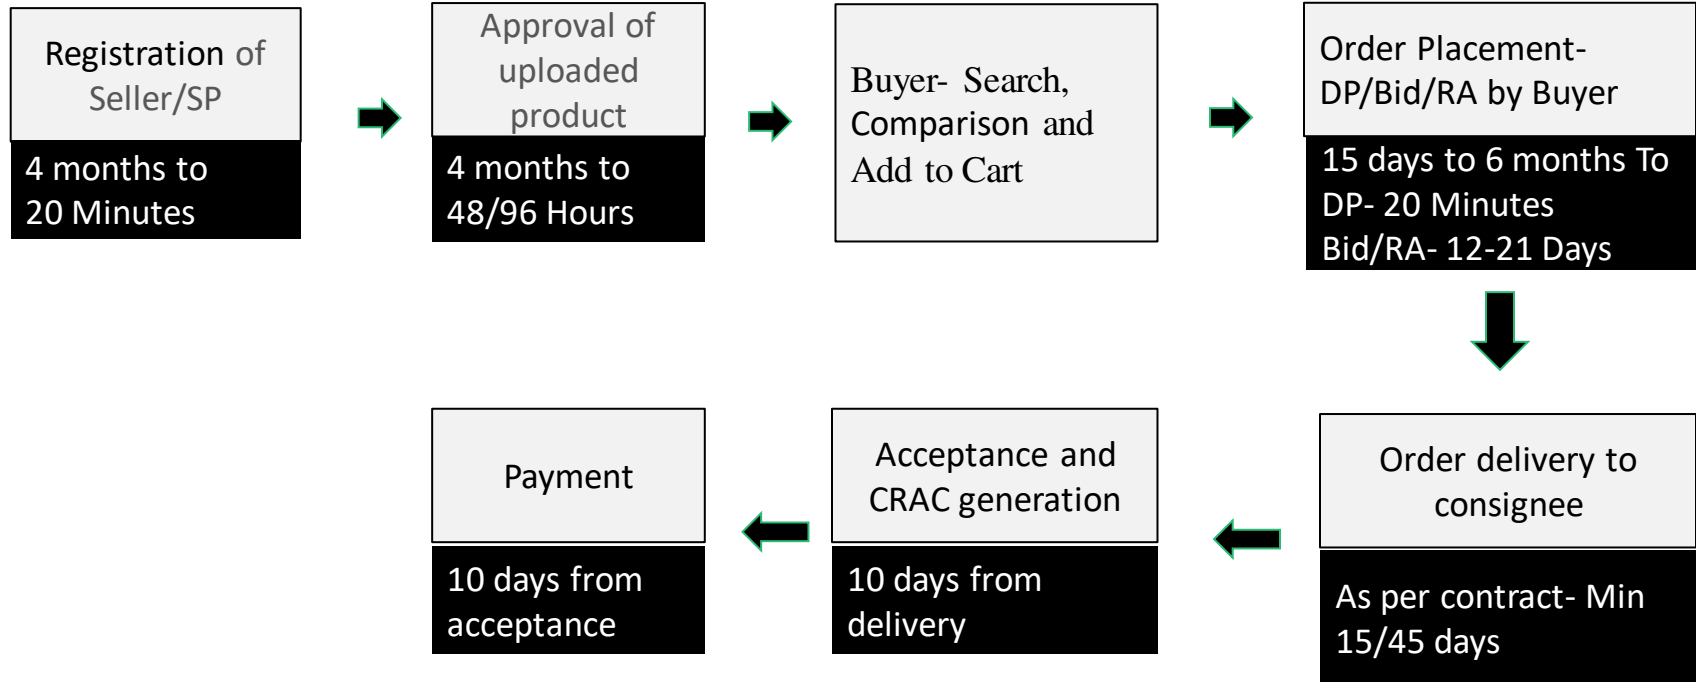 Registration of
Seller/SP
4 months to
20 Minutes
Approval of
uploaded
product
4 months to
48/96 Hours
Buyer- Search,
Comparison and
Add to Cart
Order Placement-
DP/Bid/RA by Buyer
15 days to 6 months To
DP- 20 Minutes
Bid/RA- 12-21 Days
Order delivery to
consignee
As per contract- Min
15/45 days
Acceptance and
CRAC generation
10 days from
delivery
Payment
10 days from
acceptance